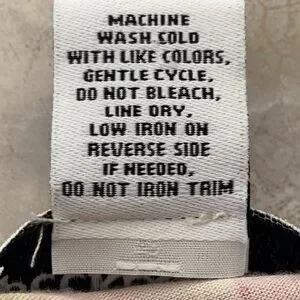 MACHINE
WASH COLD
WITH LIKE COLORS,
GENTLE CYCLE,
DO NOT BLEACH,
LINE DRY,
LOW IRON ON
REVERSE SIDE
IF NEEDED,
DO NOT IRON TRIM